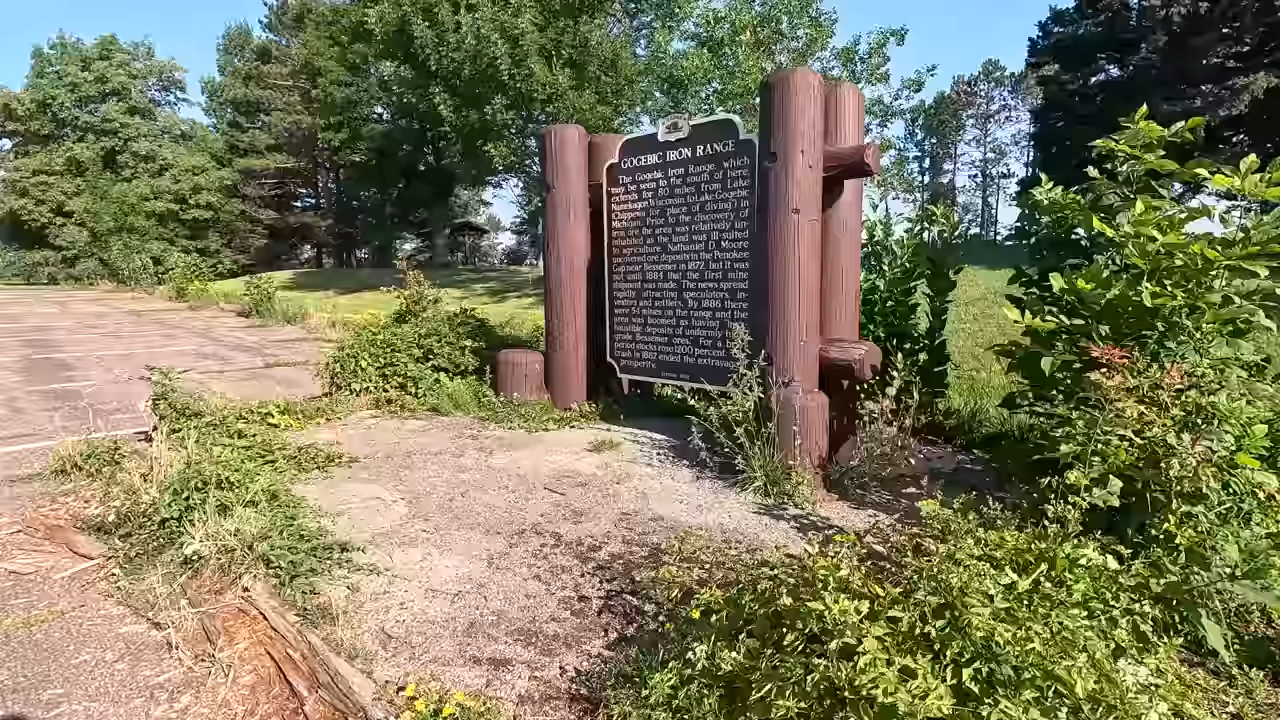 GOGEBIC IRON RANGE
The Gogebic Iron Range, which
may be seen to the south of here,
extends for 80 miles from Lake
Namekagon, Wisconsin, to Lake Gogebic
(Chippewa for "place of diving") in
Michigan. Prior to the discovery of
iron ore the area was relatively un-
inhabited as the land was ill-suited
to agriculture. Nathaniel D. Moore
uncovered ore deposits in the Penokee
Gap near Bessemer in 1872, but it was
not until 1884 that the first mine
shipment was made. The news spread
rapidly attracting speculators, in-
vestors and settlers. By 1886 there
were 54 mines on the range and the
area was boomed as having
deposits of uniformly
grade Bessemer ores." For a
period stocks rose 1200 percent.
crash in 1887 ended the
prosperity.